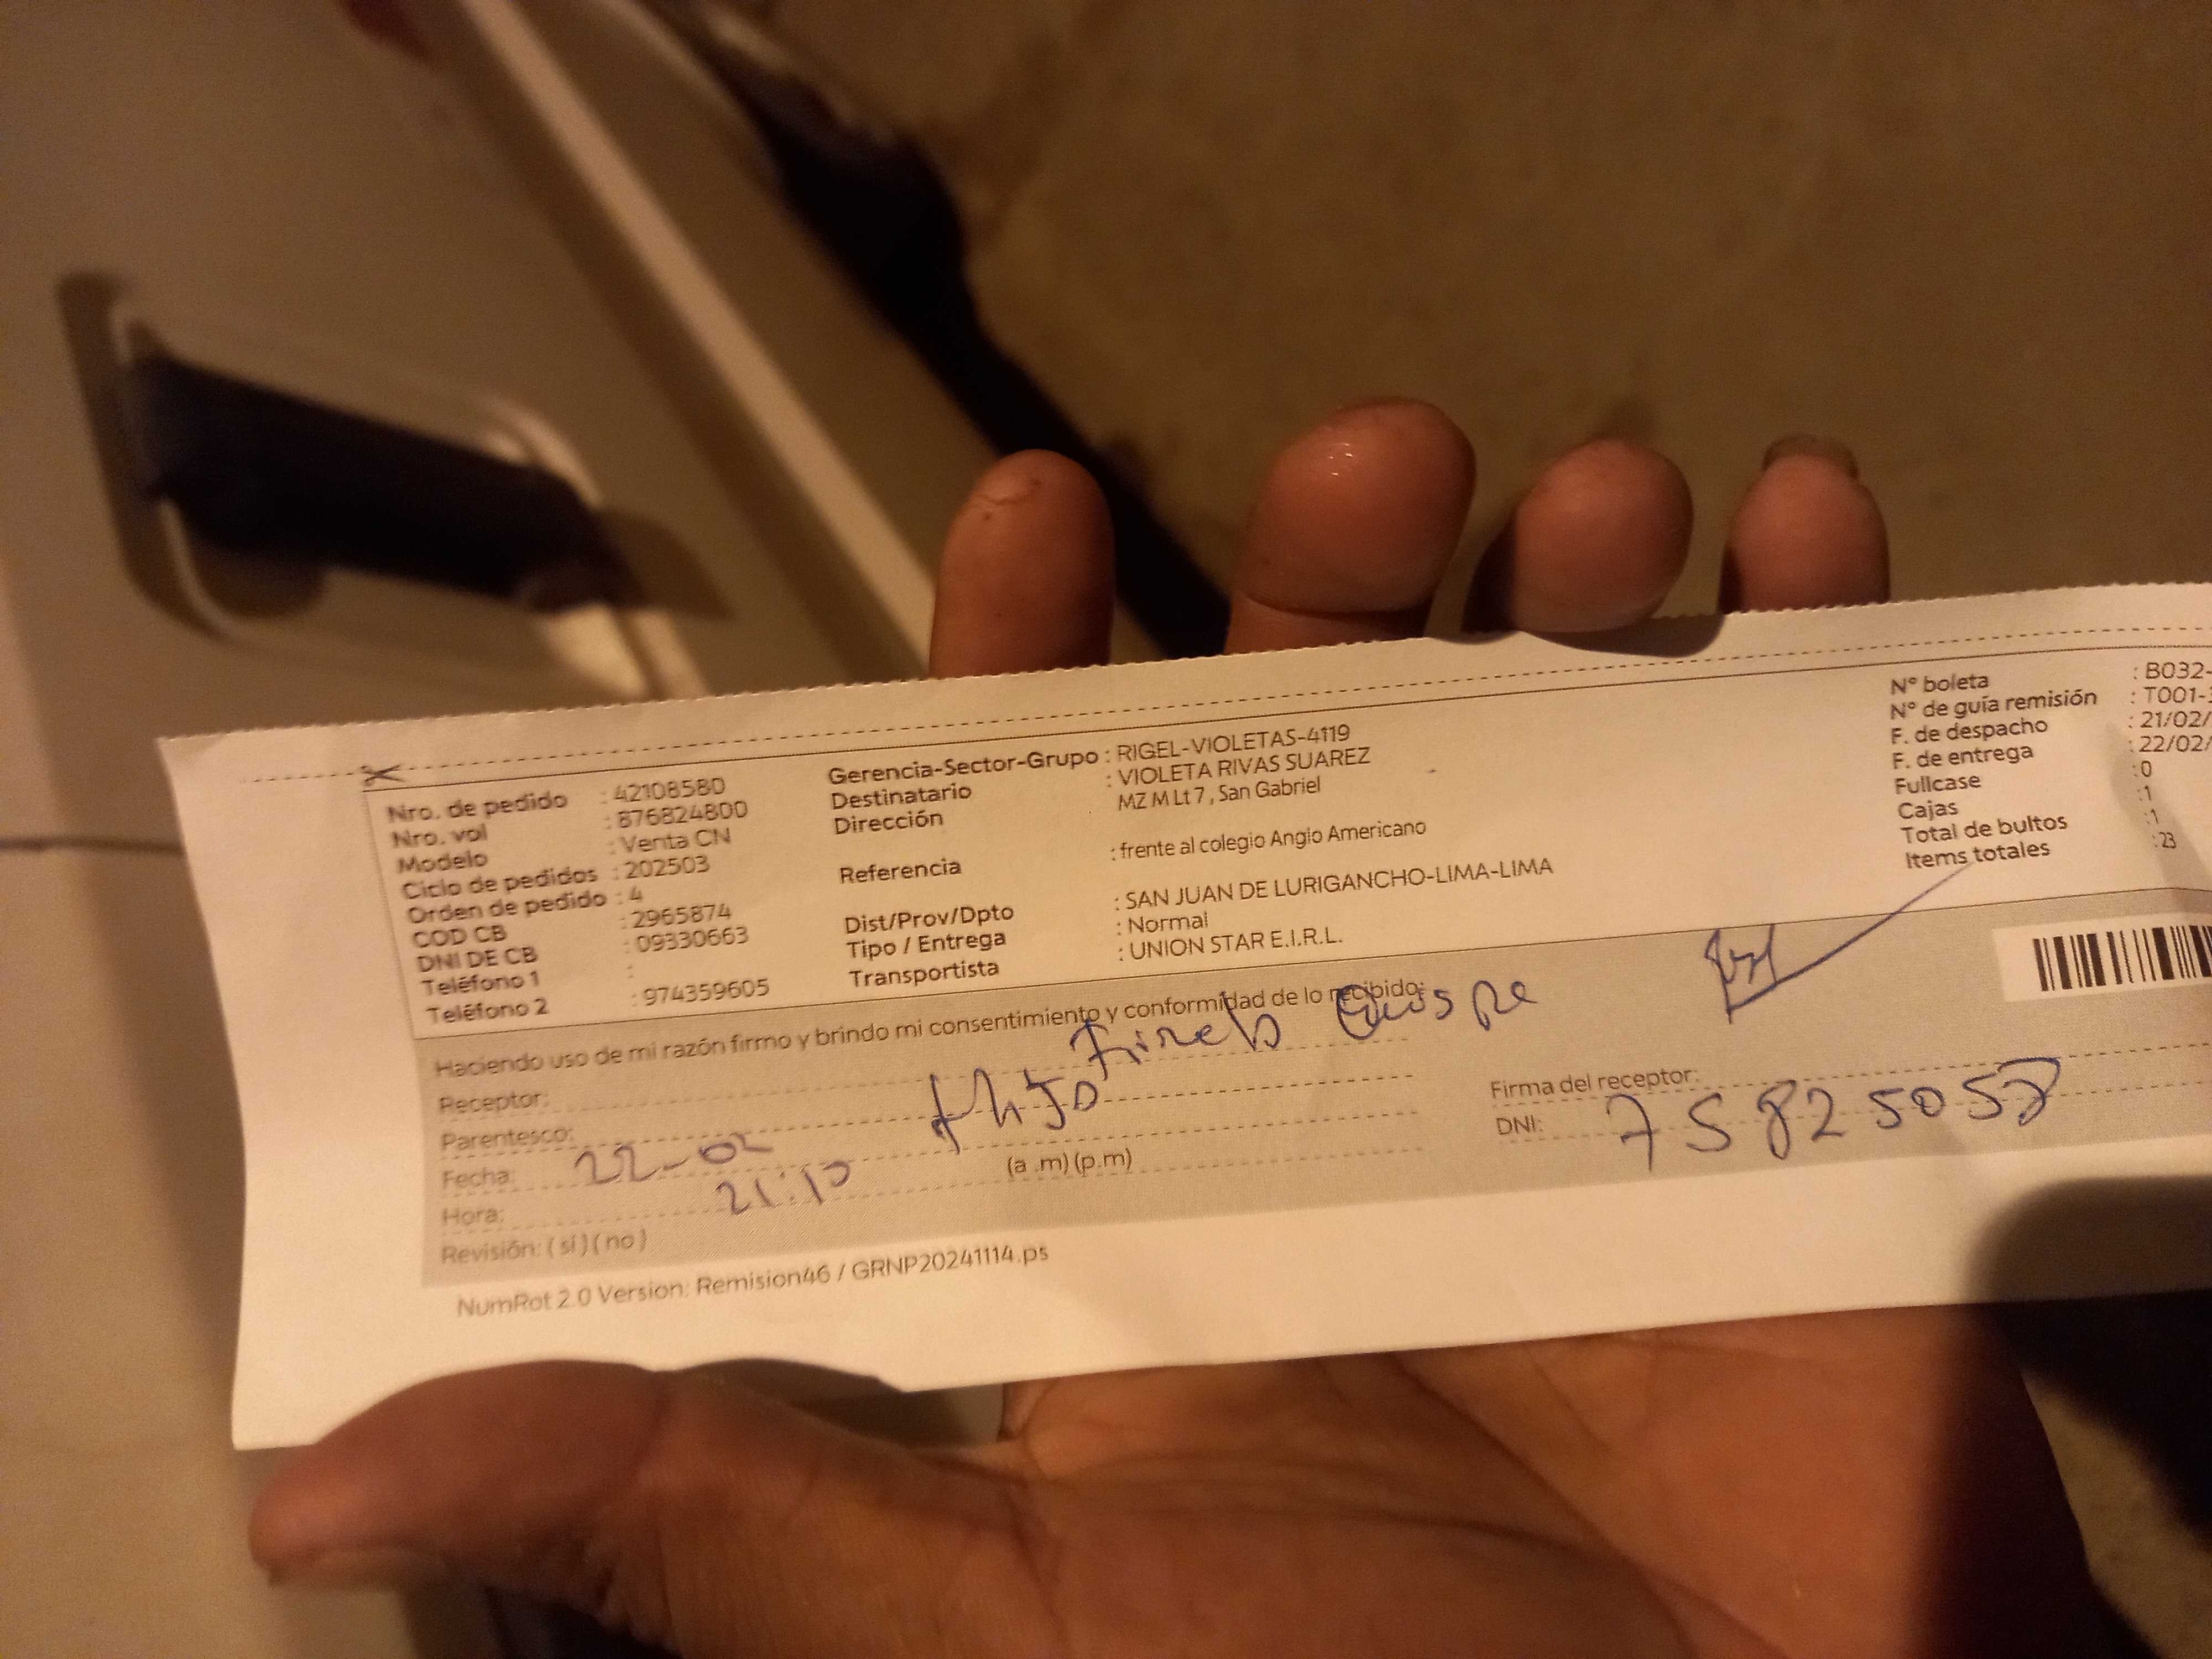 Nro. de pedido : 42108580
Nro. vol : 876824800
Modelo : Venta CN
Ciclo de pedidos : 202503
Orden de pedido : 4
COD CB : 2965874
DNI DE CB : 09330663
Teléfono 1 :
Teléfono 2 : 974359605
Gerencia-Sector-Grupo : RIGEL-VIOLETAS-4119
Destinatario : VIOLETA RIVAS SUAREZ
Dirección MZ M Lt 7, San Gabriel
Referencia : frente al colegio Anglo Americano
Dist/Prov/Dpto : SAN JUAN DE LURIGANCHO-LIMA-LIMA
Tipo / Entrega : Normal
Transportista : UNION STAR E.I.R.L.
N° boleta : B032-
N° de guía remisión : T001-
F. de despacho : 21/02/
F. de entrega : 22/02/
Fullcase :0
Cajas :1
Total de bultos :1
Items totales :23
Haciendo uso de mi razón firmo y brindo mi consentimiento y conformidad de lo recibido:
Receptor: Quispe
Parentesco: Hijo
Fecha: 22-02
Hora: 21:10 (a .m) (p.m)
Revisión: ( sí ) ( no )
Firma del receptor:
DNI: 75825057
NumRot 2.0 Version: Remision46 / GRNP20241114.ps